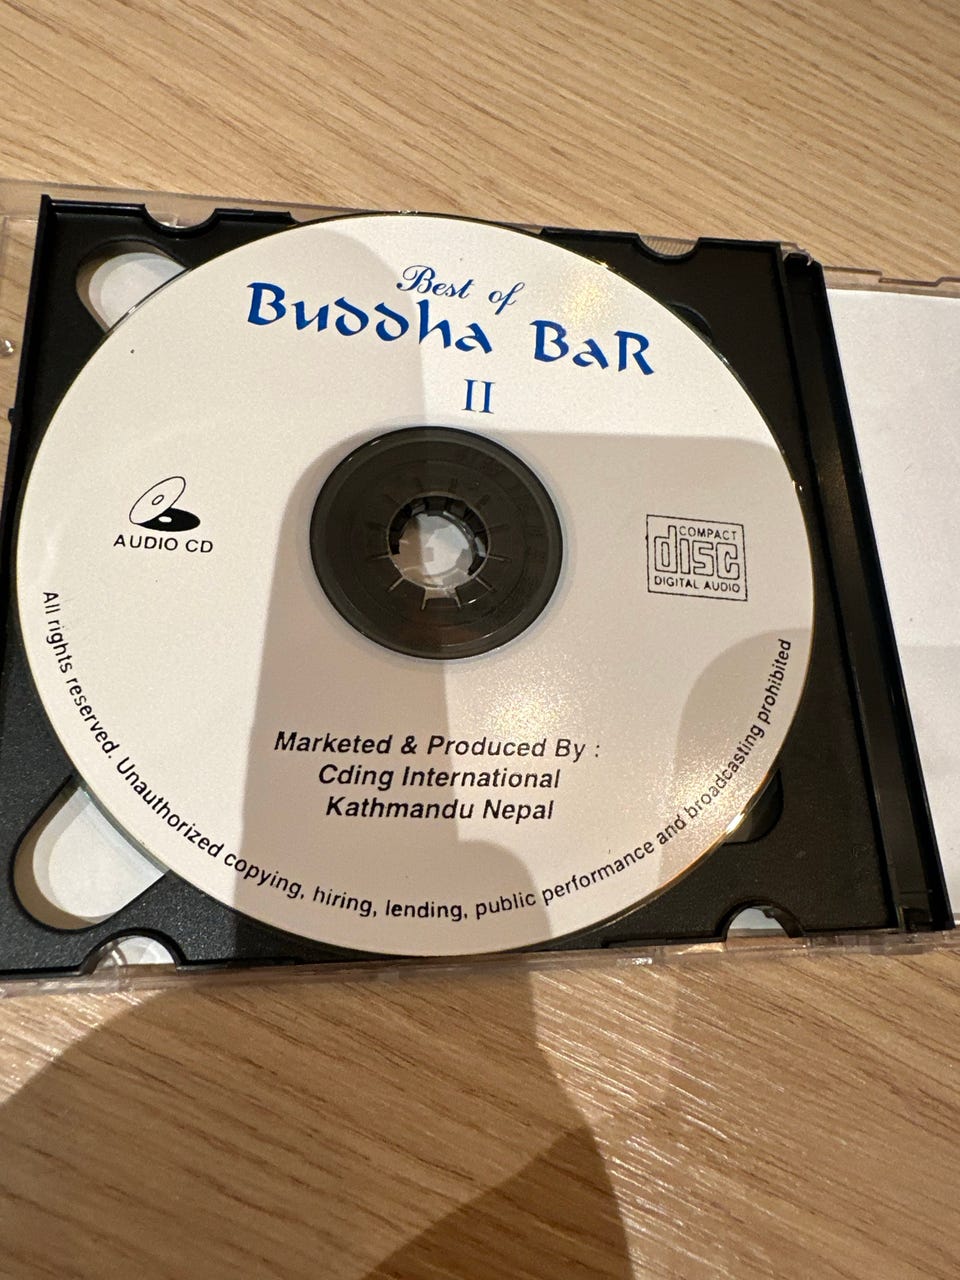 Best of
Buddha BaR
II
AUDIO CD
COMPACT
disc
DIGITAL AUDIO
Marketed & Produced By :
Cding International
Kathmandu Nepal
All rights reserved. Unauthorized copying, hiring, lending, public performance and broadcasting prohibited